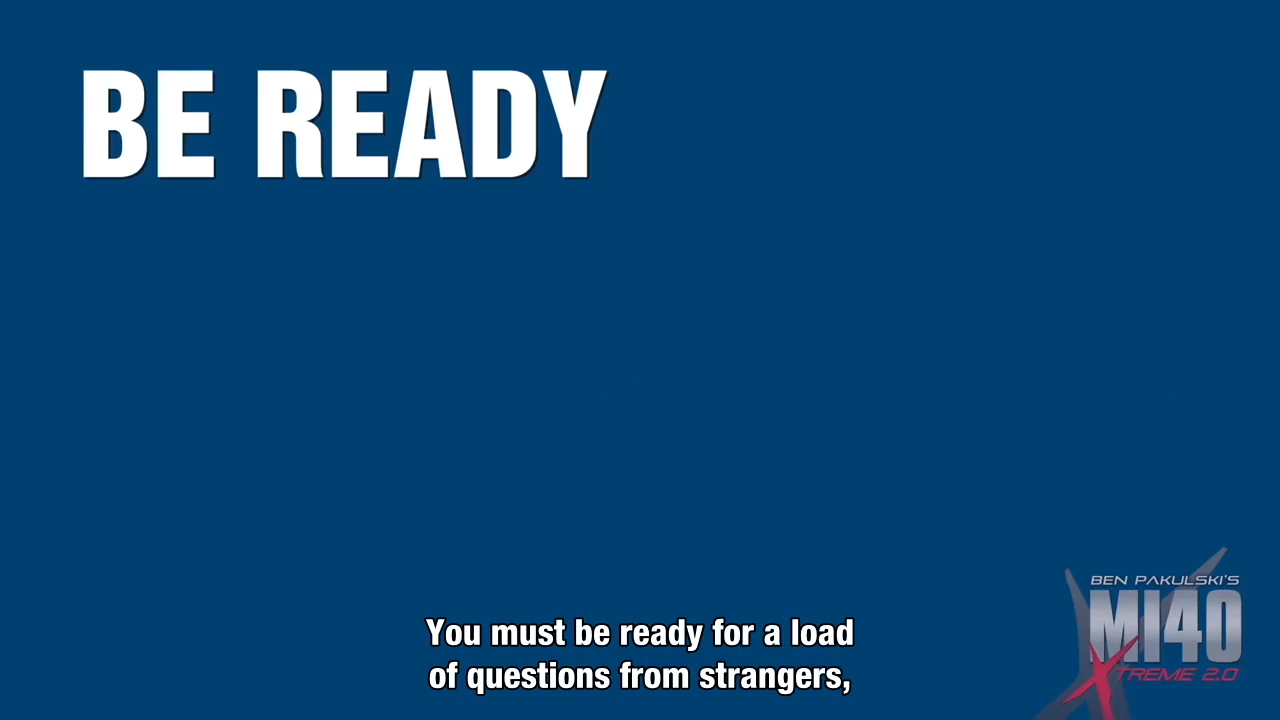 BE READY
BEN PAKULSKI'S
MI40
XTREME 2.0
You must be ready for a load
of questions from strangers,